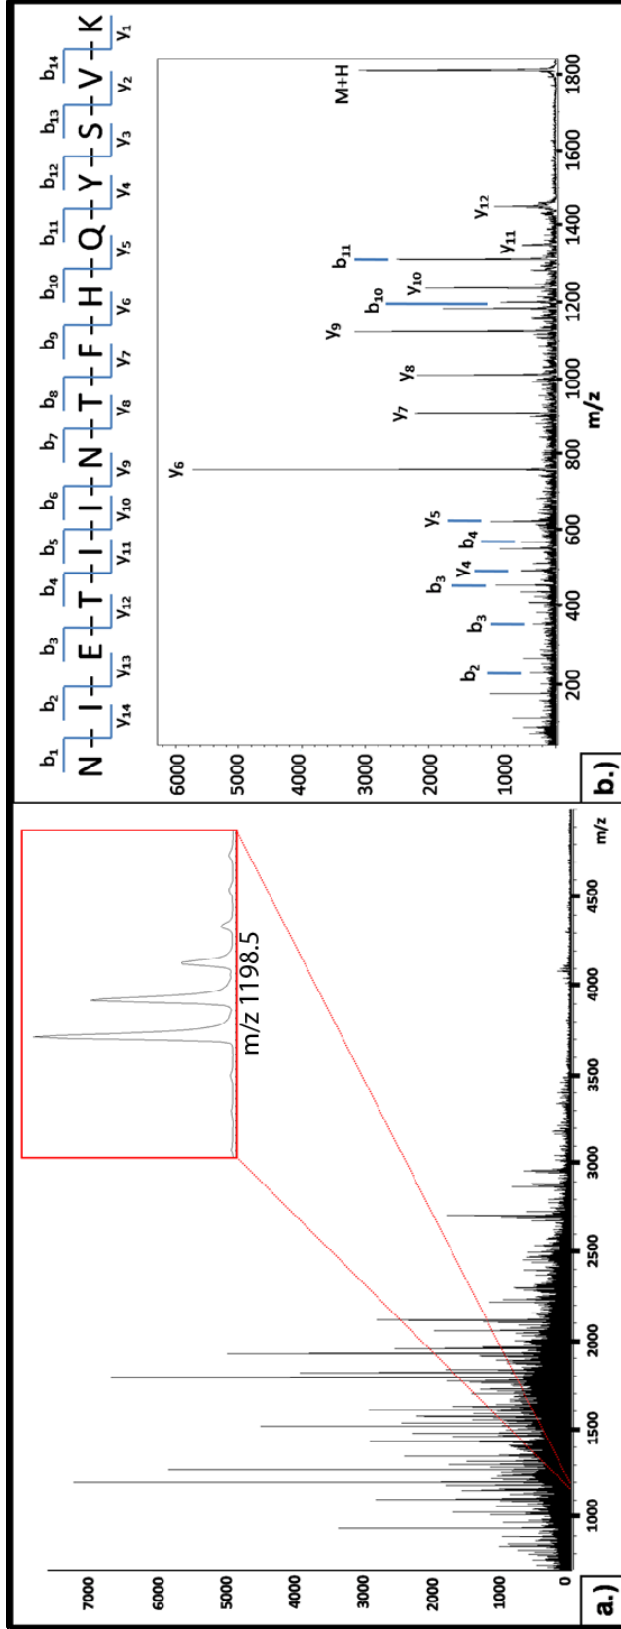 7000
6000
5000
4000
3000
2000
1000
0
m/z 1198.5
1000
1500
2000
2500
3000
3500
4000
4500
m/z
a.)
b₁ b₂ b₃ b₄ b₅ b₆ b₇ b₈ b₉ b₁₀ b₁₁ b₁₂ b₁₃ b₁₄
N–I–E–T–I–I–N–T–F–H–Q–Y–S–V–K
y₁₄ y₁₃ y₁₂ y₁₁ y₁₀ y₉ y₈ y₇ y₆ y₅ y₄ y₃ y₂ y₁
6000
5000
4000
3000
2000
1000
b₂
b₃
b₃
y₄
b₄
y₅
y₆
y₇
y₈
y₉
b₁₀
y₁₀
b₁₁
y₁₁
y₁₂
M+H
200
400
600
800
1000
1200
1400
1600
1800
m/z
b.)